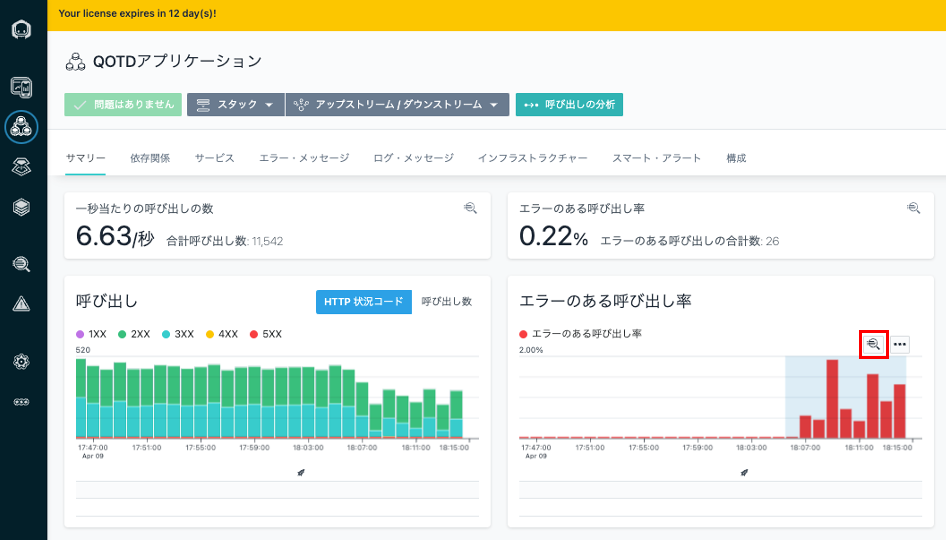 Your license expires in 12 day(s)!
QOTDアプリケーション
問題はありません
スタック
アップストリーム / ダウンストリーム
呼び出しの分析
サマリー
依存関係
サービス
エラー・メッセージ
ログ・メッセージ
インフラストラクチャー
スマート・アラート
構成
一秒当たりの呼び出しの数
6.63/秒 合計呼び出し数: 11,542
エラーのある呼び出し率
0.22% エラーのある呼び出しの合計数: 26
呼び出し
HTTP 状況コード
呼び出し数
1XX 2XX 3XX 4XX 5XX
520
17:47:00 17:51:00 17:55:00 17:59:00 18:03:00 18:07:00 18:11:00 18:15:00
Apr 09
エラーのある呼び出し率
エラーのある呼び出し率
2.00%
17:47:00 17:51:00 17:55:00 17:59:00 18:03:00 18:07:00 18:11:00 18:15:00
Apr 09